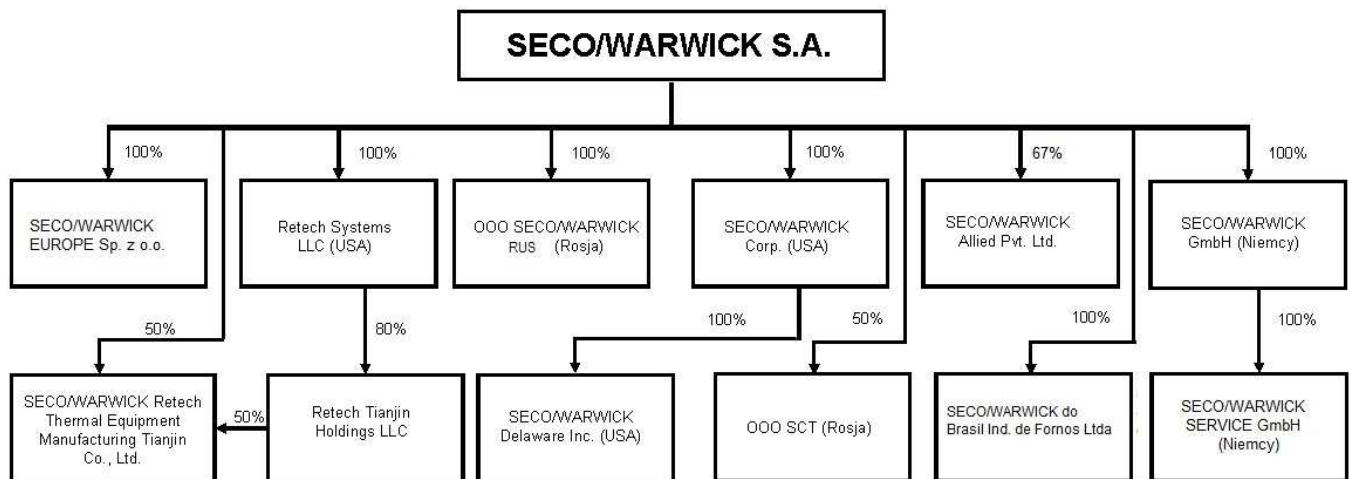 SECO/WARWICK S.A.
100%
100%
100%
100%
67%
100%
SECO/WARWICK
EUROPE Sp. z o.o.
Retech Systems
LLC (USA)
OOO SECO/WARWICK
RUS (Rosja)
SECO/WARWICK
Corp. (USA)
SECO/WARWICK
Allied Pvt. Ltd.
SECO/WARWICK
GmbH (Niemcy)
50%
80%
100%
50%
100%
100%
SECO/WARWICK Retech
Thermal Equipment
Manufacturing Tianjin
Co., Ltd.
50%
Retech Tianjin
Holdings LLC
SECO/WARWICK
Delaware Inc. (USA)
OOO SCT (Rosja)
SECO/WARWICK do
Brasil Ind. de Fornos Ltda
SECO/WARWICK
SERVICE GmbH
(Niemcy)